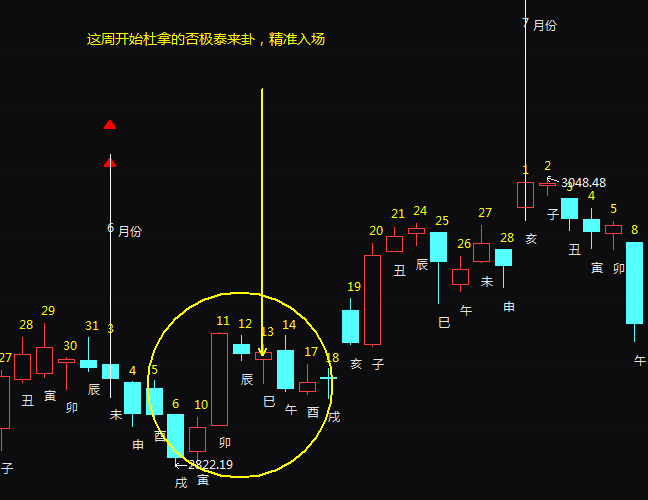 7 月份
这周开始杜拿的否极泰来卦，精准入场
6 月份
1
2
3048.48
3
4
5
8
子
丑
寅
卯
午
亥
20
21
24
25
26
27
28
丑
辰
巳
午
未
申
19
亥
子
27
28
29
30
31
3
4
5
6
10
11
12
13
14
17
18
子
丑
寅
卯
辰
未
申
酉
戌
寅
卯
辰
巳
午
酉
戌
2822.19